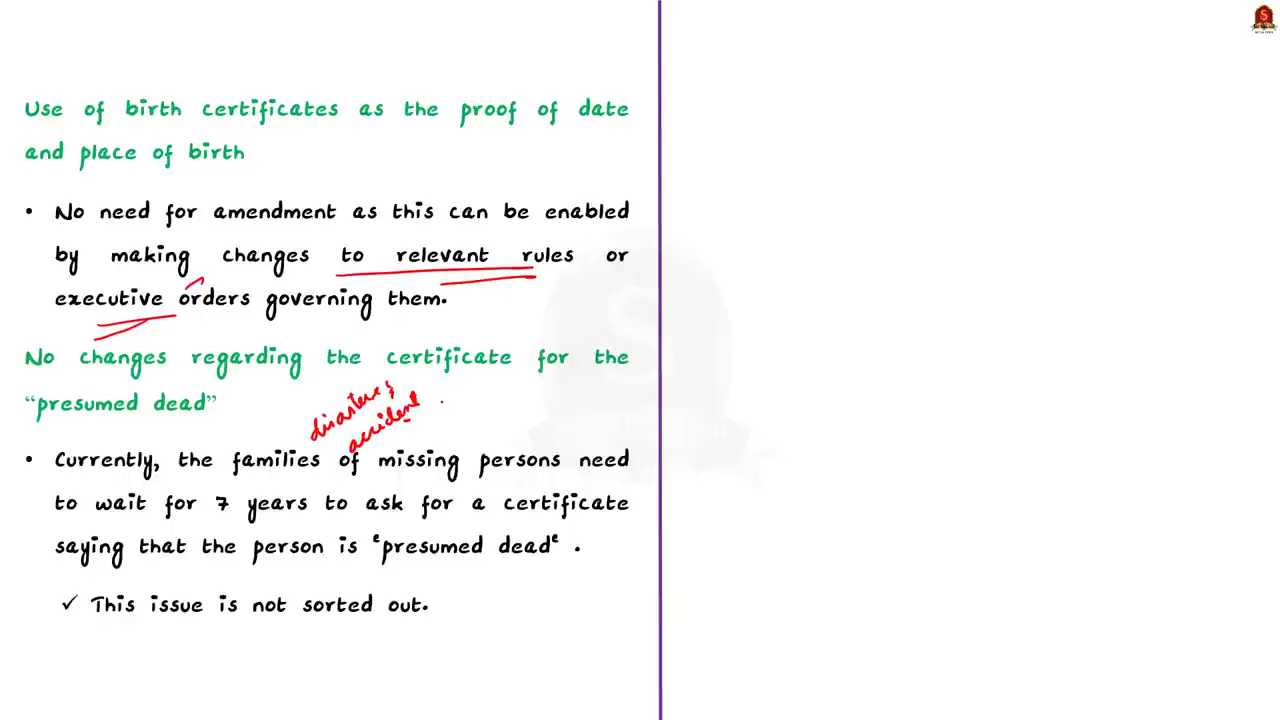 Use of birth certificates as the proof of date
and place of birth
• No need for amendment as this can be enabled
by making changes to relevant rules or
executive orders governing them.
No changes regarding the certificate for the
“presumed dead”
disasters &
accident
• Currently, the families of missing persons need
to wait for 7 years to ask for a certificate
saying that the person is ‘presumed dead‘ .
✓ This issue is not sorted out.